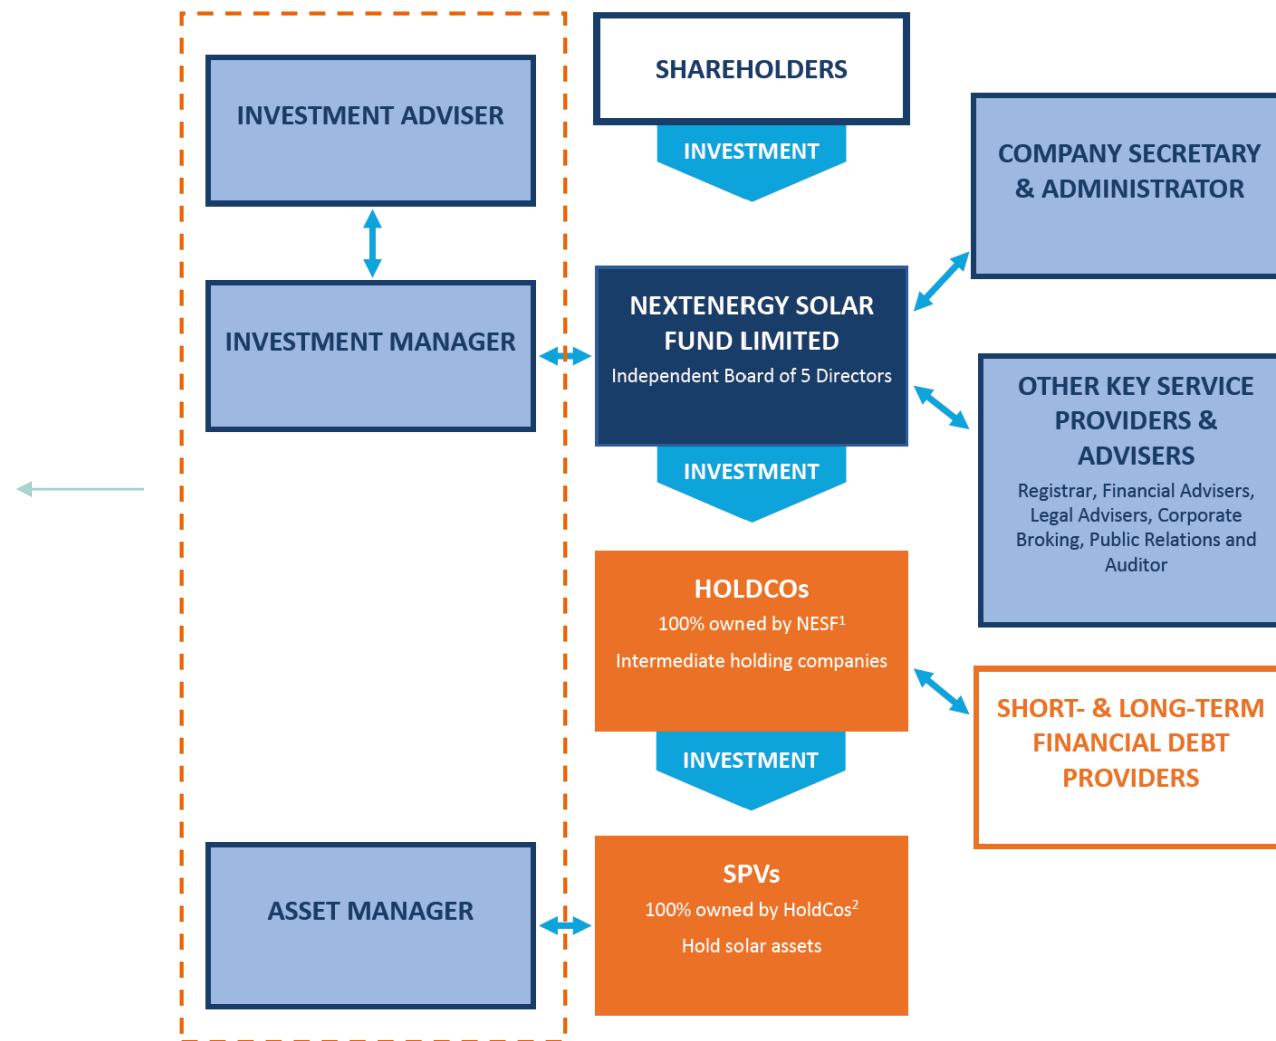 INVESTMENT ADVISER
INVESTMENT MANAGER
ASSET MANAGER
SHAREHOLDERS
INVESTMENT
NEXTENERGY SOLAR
FUND LIMITED
Independent Board of 5 Directors
INVESTMENT
HOLDCOs
100% owned by NESF¹
Intermediate holding companies
INVESTMENT
SPVs
100% owned by HoldCos²
Hold solar assets
COMPANY SECRETARY
& ADMINISTRATOR
OTHER KEY SERVICE
PROVIDERS &
ADVISERS
Registrar, Financial Advisers,
Legal Advisers, Corporate
Broking, Public Relations and
Auditor
SHORT- & LONG-TERM
FINANCIAL DEBT
PROVIDERS